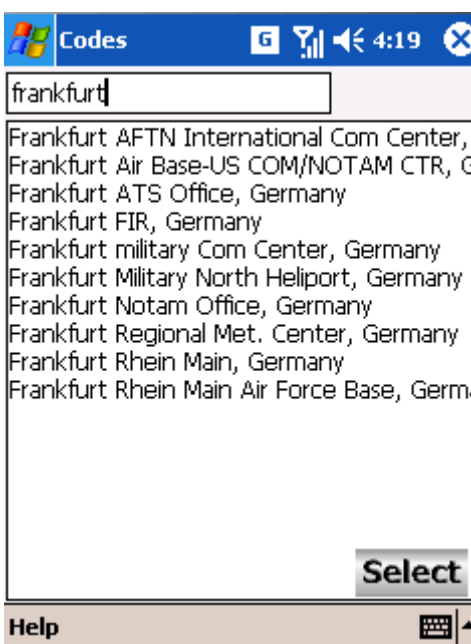 Codes G 4:19
frankfurt
Frankfurt AFTN International Com Center,
Frankfurt Air Base-US COM/NOTAM CTR, G
Frankfurt ATS Office, Germany
Frankfurt FIR, Germany
Frankfurt military Com Center, Germany
Frankfurt Military North Heliport, Germany
Frankfurt Notam Office, Germany
Frankfurt Regional Met. Center, Germany
Frankfurt Rhein Main, Germany
Frankfurt Rhein Main Air Force Base, Germa
Select
Help